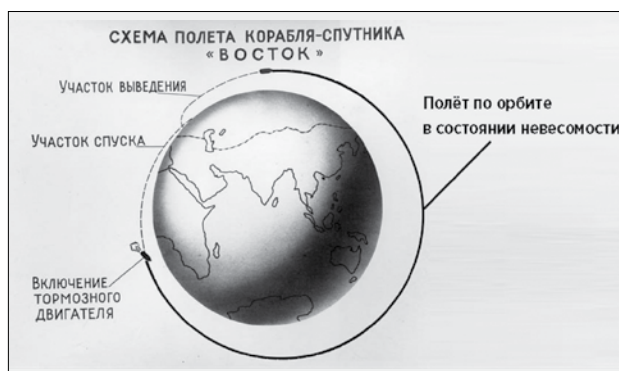 СХЕМА ПОЛЕТА КОРАБЛЯ-СПУТНИКА
«ВОСТОК»
УЧАСТОК ВЫВЕДЕНИЯ
Полёт по орбите
в состоянии невесомости
УЧАСТОК СПУСКА
ВКЛЮЧЕНИЕ
ТОРМОЗНОГО
ДВИГАТЕЛЯ